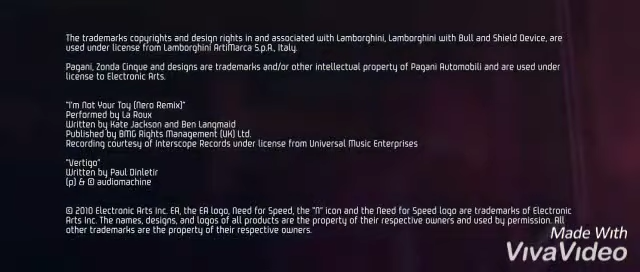 The trademarks copyrights and design rights in and associated with Lamborghini, Lamborghini with Bull and Shield Device, are
used under license from Lamborghini ArtiMarca S.p.A., Italy.
Pagani, Zonda Cinque and designs are trademarks and/or other intellectual property of Pagani Automobili and are used under
license to Electronic Arts.
"I'm Not Your Toy (Nero Remix)"
Performed by La Roux
Written by Kate Jackson and Ben Langmaid
Published by BMG Rights Management (UK) Ltd.
Recording courtesy of Interscope Records under license from Universal Music Enterprises
"Vertigo"
Written by Paul Dinletir
(p) & © audiomachine
© 2010 Electronic Arts Inc. EA, the EA logo, Need for Speed, the "N" icon and the Need for Speed logo are trademarks of Electronic
Arts Inc. The names, designs, and logos of all products are the property of their respective owners and used by permission. All
other trademarks are the property of their respective owners.
Made With
VivaVideo